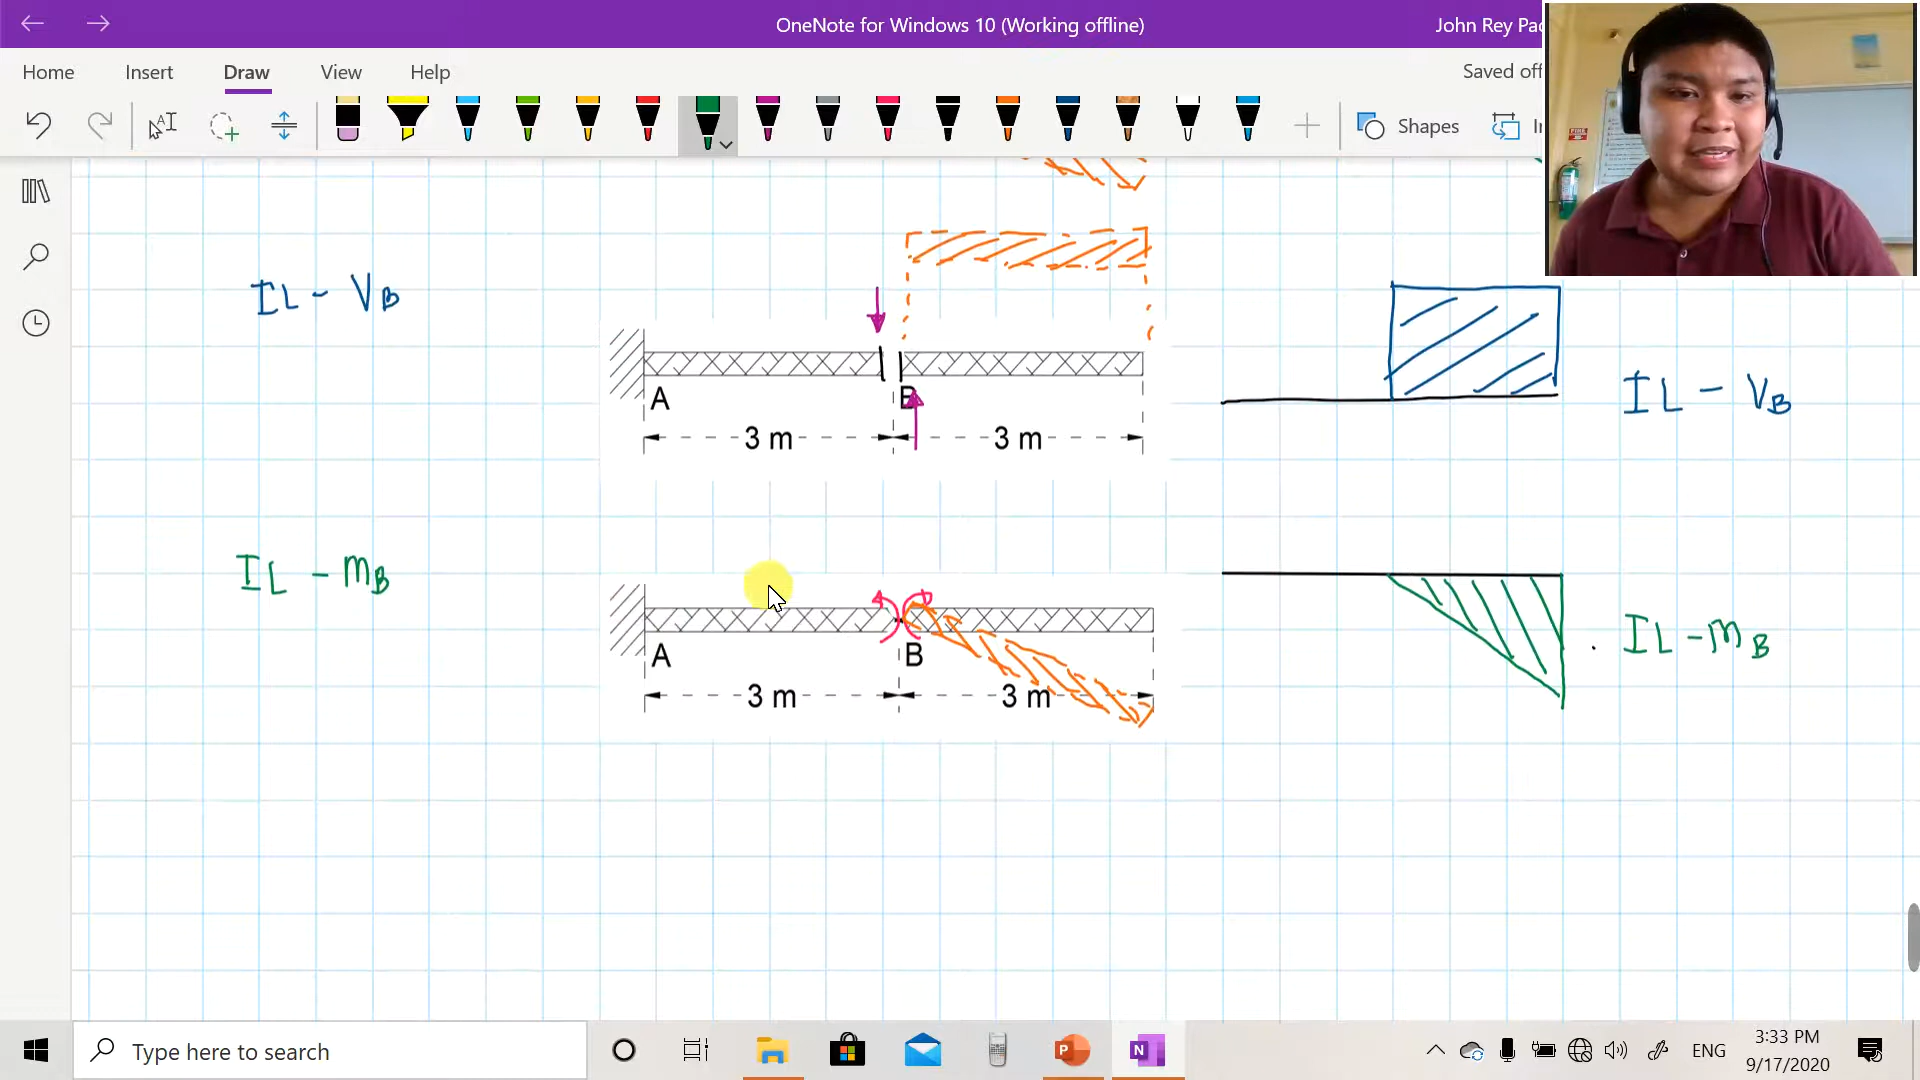 OneNote for Windows 10 (Working offline)
John Rey Pa
Home Insert Draw View Help
Saved off
Shapes
IL - VB
A B
3 m 3 m
IL - VB
IL - MB
A B
3 m 3 m
IL - MB
Type here to search
ENG
3:33 PM
9/17/2020